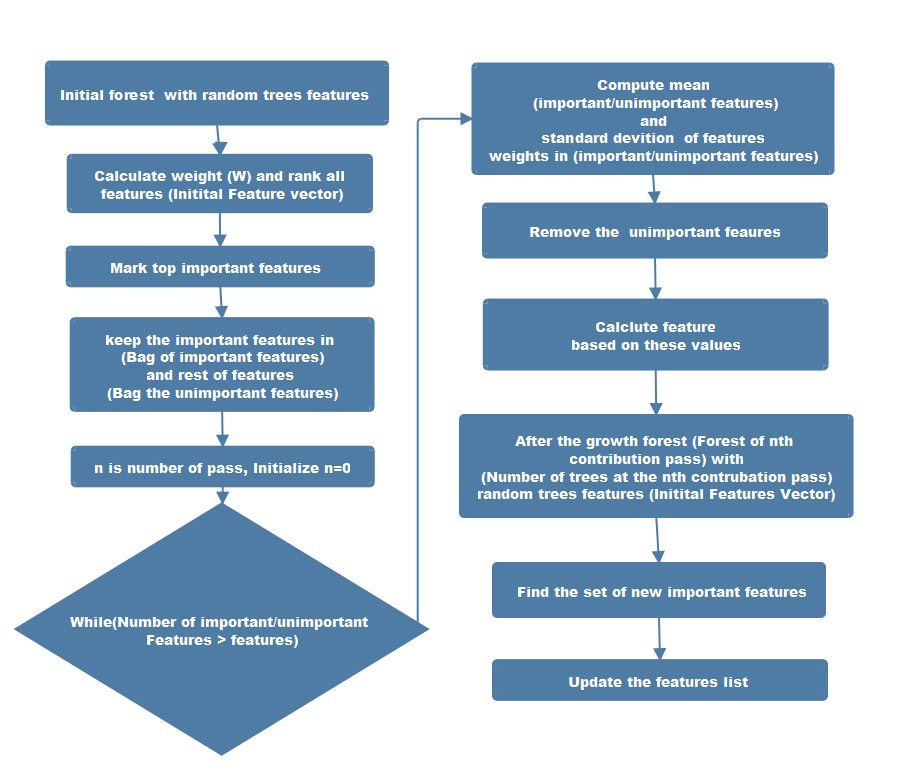 Initial forest with random trees features
Calculate weight (W) and rank all
features (Initital Feature vector)
Mark top important features
keep the important features in
(Bag of important features)
and rest of features
(Bag the unimportant features)
n is number of pass, Initialize n=0
While(Number of important/unimportant
Features > features)
Compute mean
(important/unimportant features)
and
standard devition of features
weights in (important/unimportant features)
Remove the unimportant feaures
Calclute feature
based on these values
After the growth forest (Forest of nth
contribution pass) with
(Number of trees at the nth contrubation pass)
random trees features (Initital Features Vector)
Find the set of new important features
Update the features list